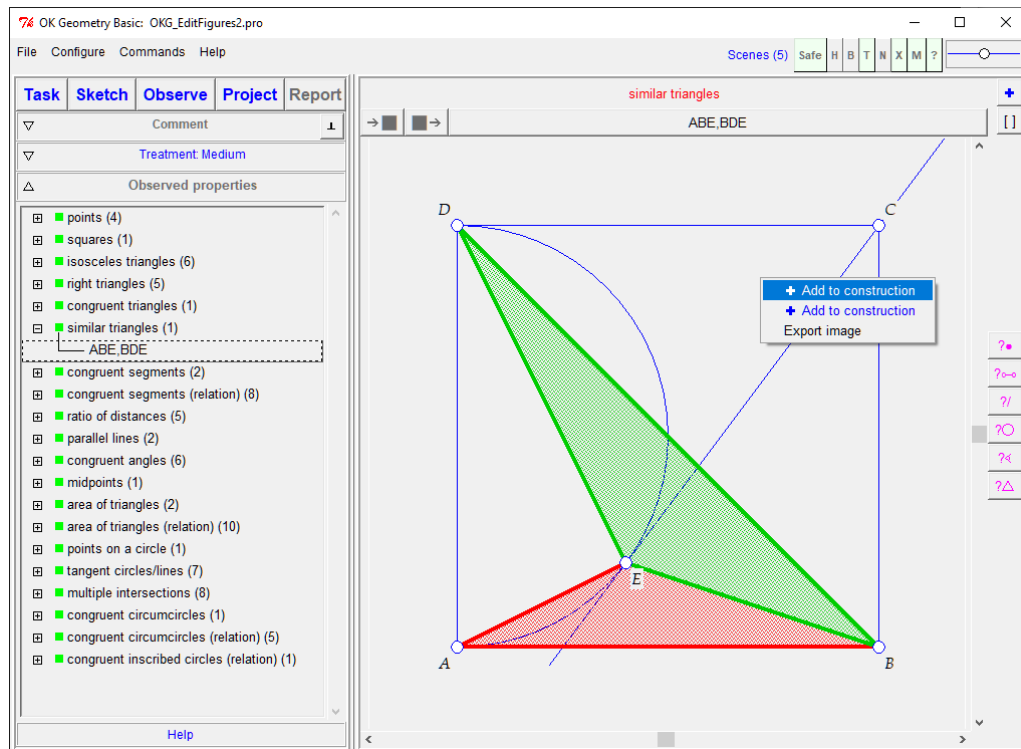 OK Geometry Basic: OKG_EditFigures2.pro
File Configure Commands Help
Scenes (5) Safe H B T N X M ?
Task Sketch Observe Project Report
similar triangles
Comment
ABE,BDE
[ ]
Treatment: Medium
Observed properties
points (4)
squares (1)
isosceles triangles (6)
right triangles (5)
congruent triangles (1)
similar triangles (1)
ABE,BDE
congruent segments (2)
congruent segments (relation) (8)
ratio of distances (5)
parallel lines (2)
congruent angles (6)
midpoints (1)
area of triangles (2)
area of triangles (relation) (10)
points on a circle (1)
tangent circles/lines (7)
multiple intersections (8)
congruent circumcircles (1)
congruent circumcircles (relation) (5)
congruent inscribed circles (relation) (1)
Help
D
C
Add to construction
Add to construction
Export image
E
A
B
?
?
?/
?
?
?